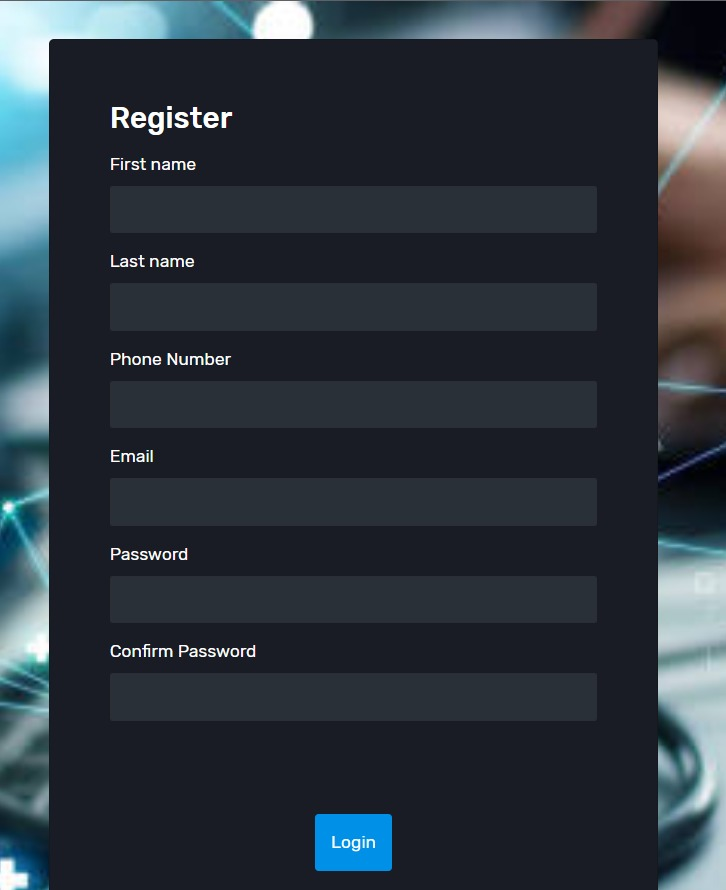 Register
First name
Last name
Phone Number
Email
Password
Confirm Password
Login